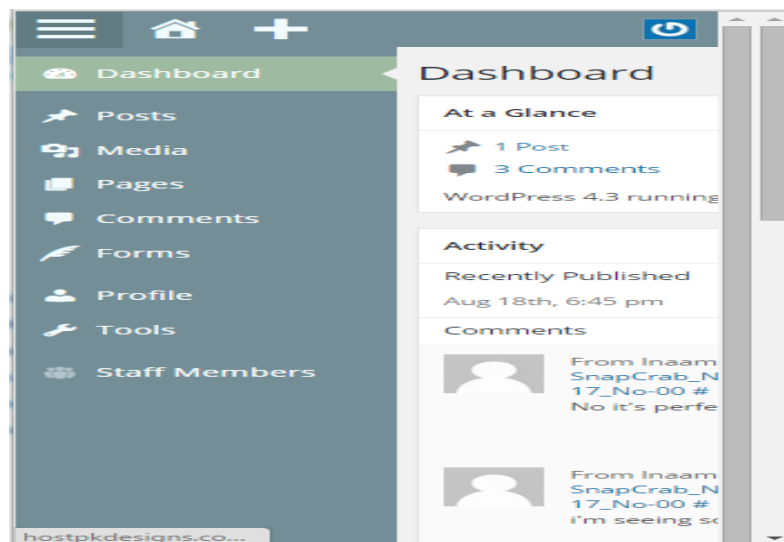 Dashboard
Posts
Media
Pages
Comments
Forms
Profile
Tools
Staff Members
hostpkdesigns.co...
Dashboard
At a Glance
1 Post
3 Comments
WordPress 4.3 running
Activity
Recently Published
Aug 18th, 6:45 pm
Comments
From Inaam
SnapCrab_N
17_No-00 #
No it's perfe
From Inaam
SnapCrab_N
17_No-00 #
i'm seeing so